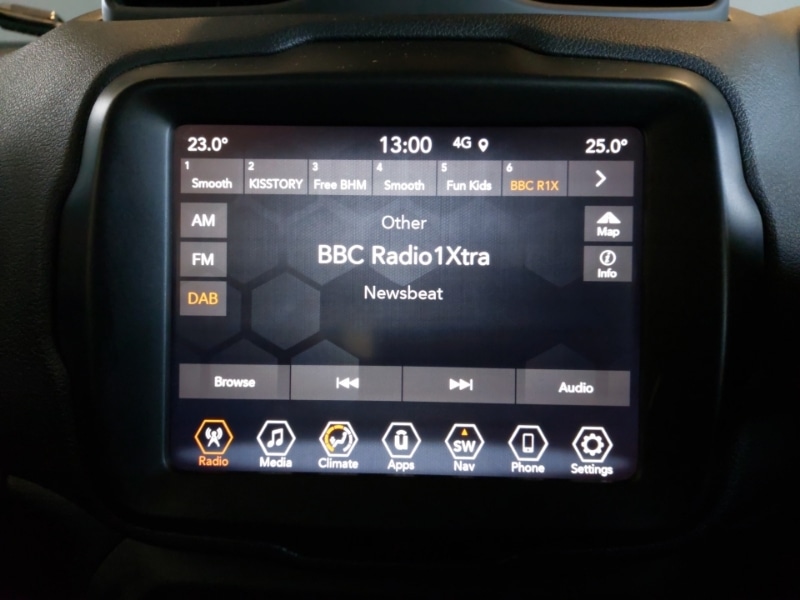 23.0° 13:00 4G 25.0°
1 2 3 4 5 6
Smooth KISSTORY Free BHM Smooth Fun Kids BBC R1X
AM Other Map
BBC Radio1Xtra
FM Info
DAB Newsbeat
Browse Audio
SW
Radio Media Climate Apps Nav Phone Settings